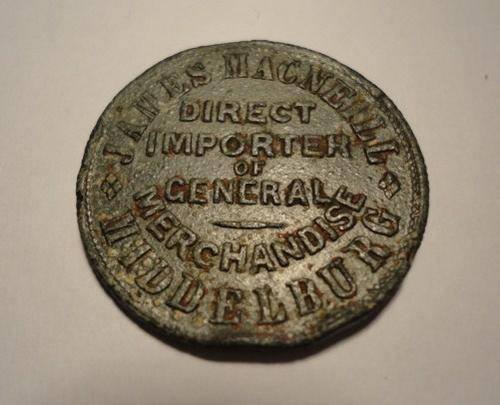 JAMES MACNEILL
DIRECT
IMPORTER
OF
GENERAL
MERCHANDISE
MIDDELBURG